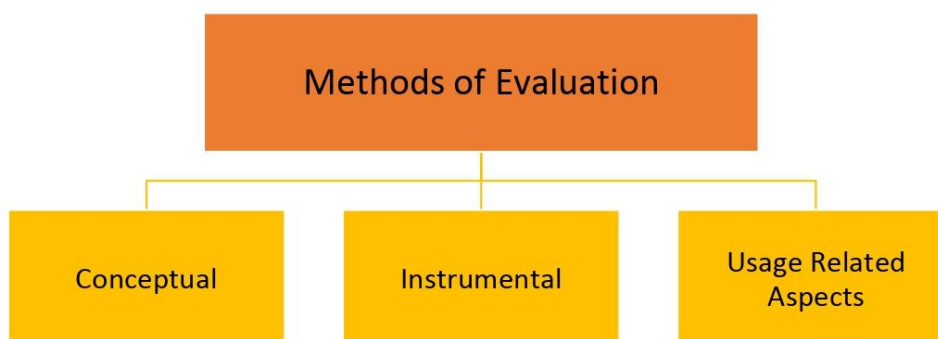 Methods of Evaluation
Conceptual
Instrumental
Usage Related
Aspects